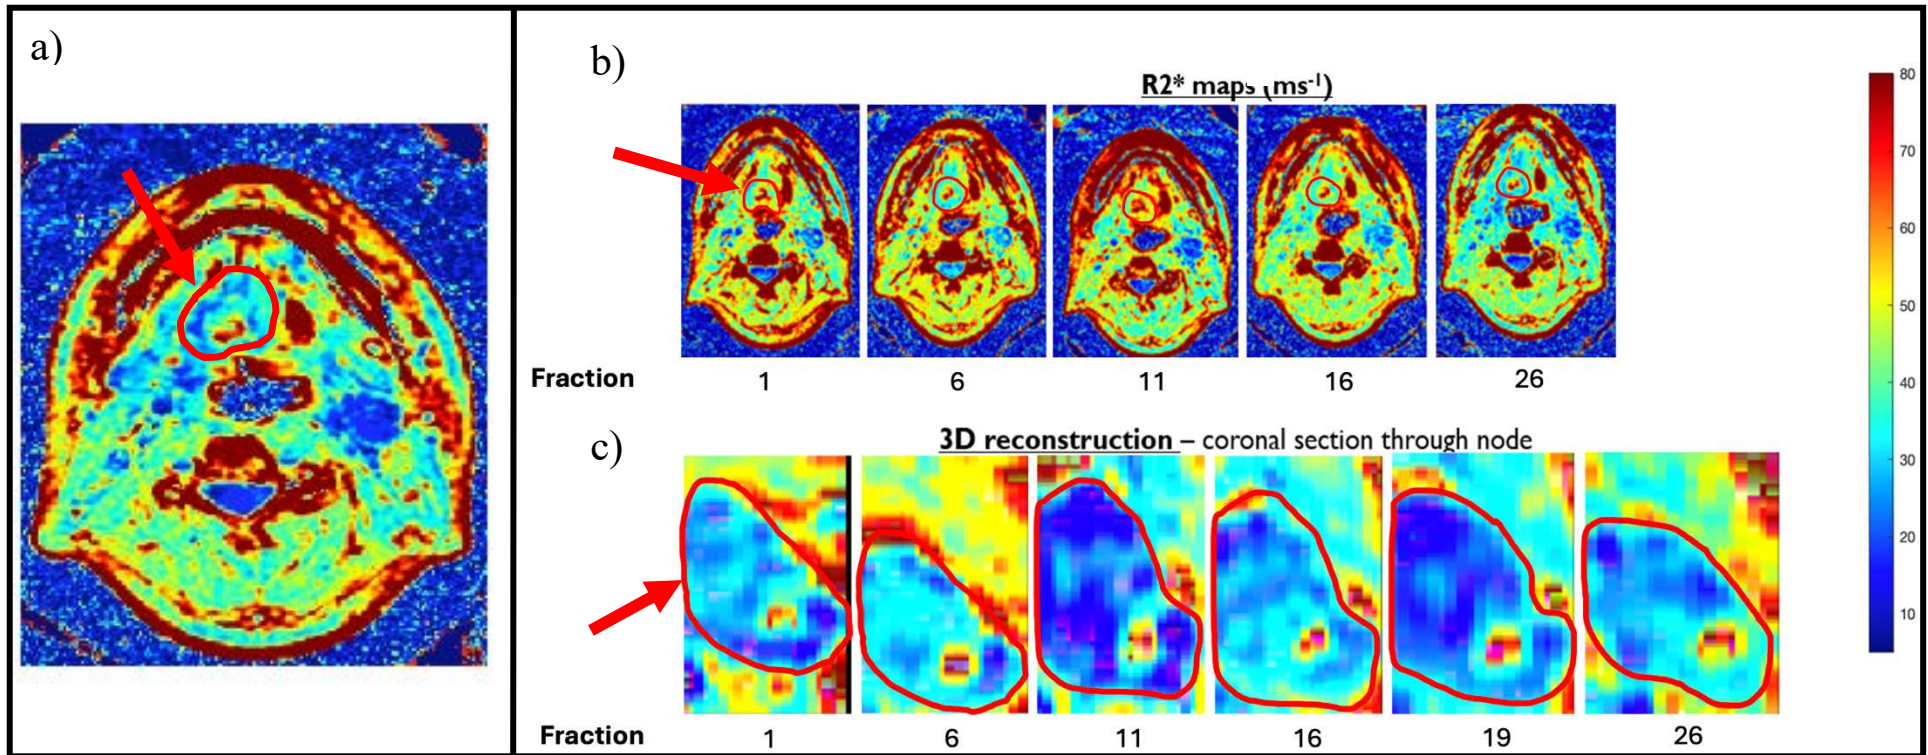 a)
b)
R2* maps (ms-1)
Fraction 1 6 11 16 26
c)
3D reconstruction – coronal section through node
Fraction 1 6 11 16 19 26
80
70
60
50
40
30
20
10